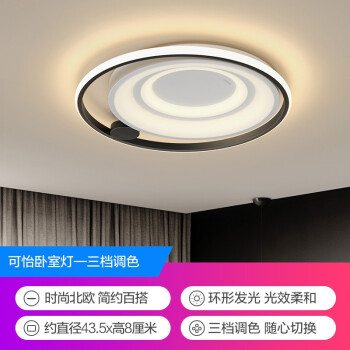 可怡卧室灯—三档调色
时尚北欧 简约百搭
环形发光 光效柔和
约直径43.5x高8厘米
三档调色 随心切换